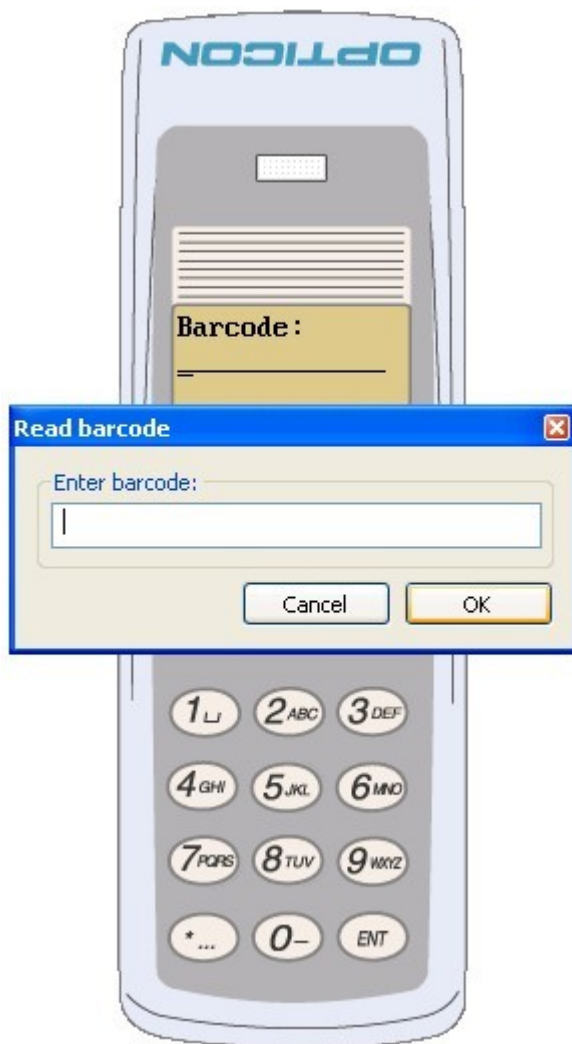 OPTICON
Barcode:
Read barcode
Enter barcode:
Cancel OK
1␣ 2ABC 3DEF
4GHI 5JKL 6MNO
7PQRS 8TUV 9WXYZ
*... 0– ENT